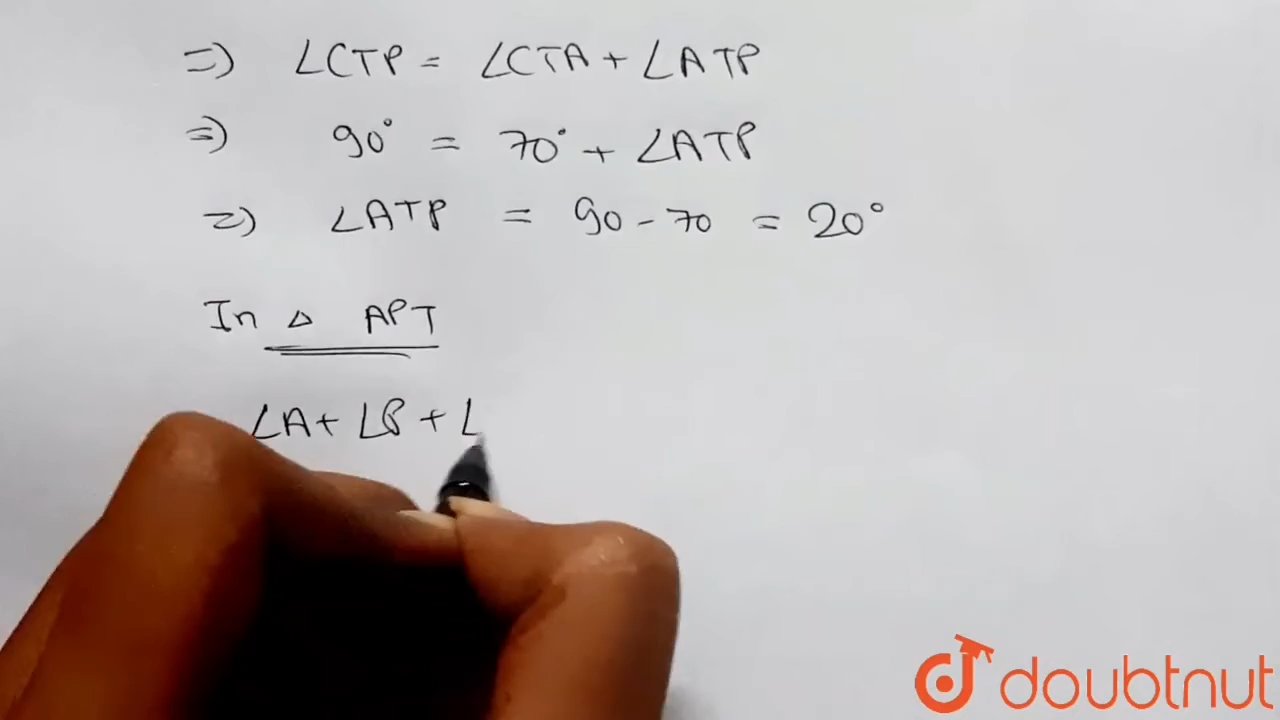 =) ∠CTP = ∠CTA + ∠ATP
=) 90° = 70° + ∠ATP
=) ∠ATP = 90 - 70 = 20°
In △ APT
∠A + ∠P + ∠
doubtnut